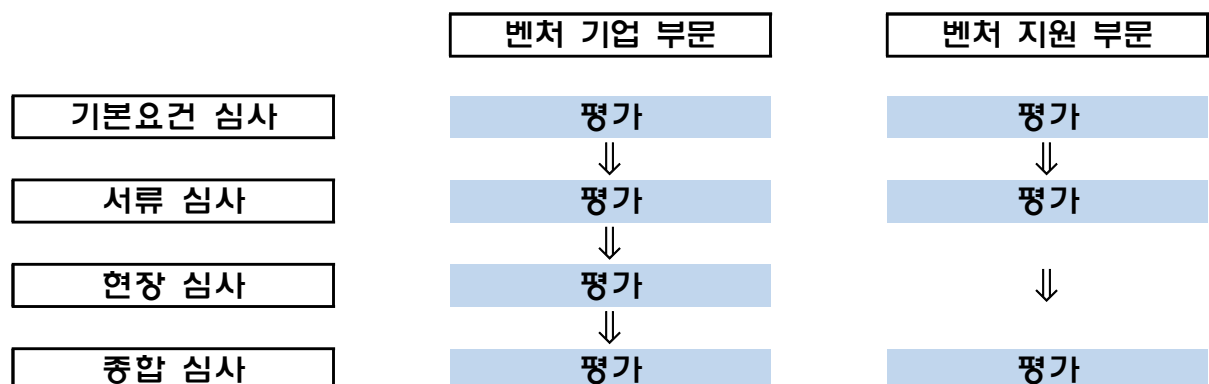 벤처 기업 부문 벤처 지원 부문
기본요건 심사 평가 평가
⇓ ⇓
서류 심사 평가 평가
⇓
현장 심사 평가 ⇓
⇓
종합 심사 평가 평가